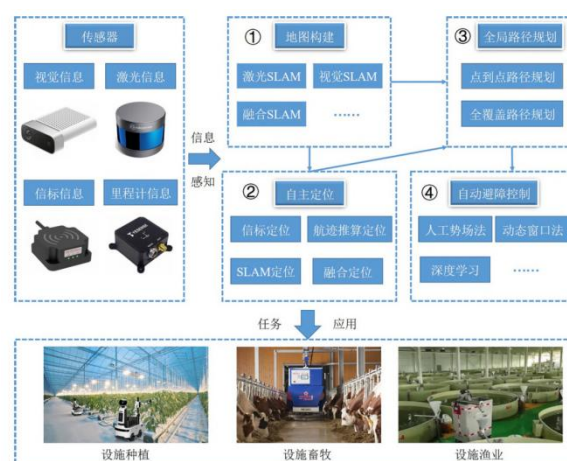 传感器
视觉信息
激光信息
信标信息
里程计信息
信息
感知
①
地图构建
激光SLAM
视觉SLAM
融合SLAM
……
②
自主定位
信标定位
航迹推算定位
SLAM定位
融合定位
③
全局路径规划
点到点路径规划
全覆盖路径规划
④
自动避障控制
人工势场法
动态窗口法
深度学习
……
任务
应用
设施种植
设施畜牧
设施渔业